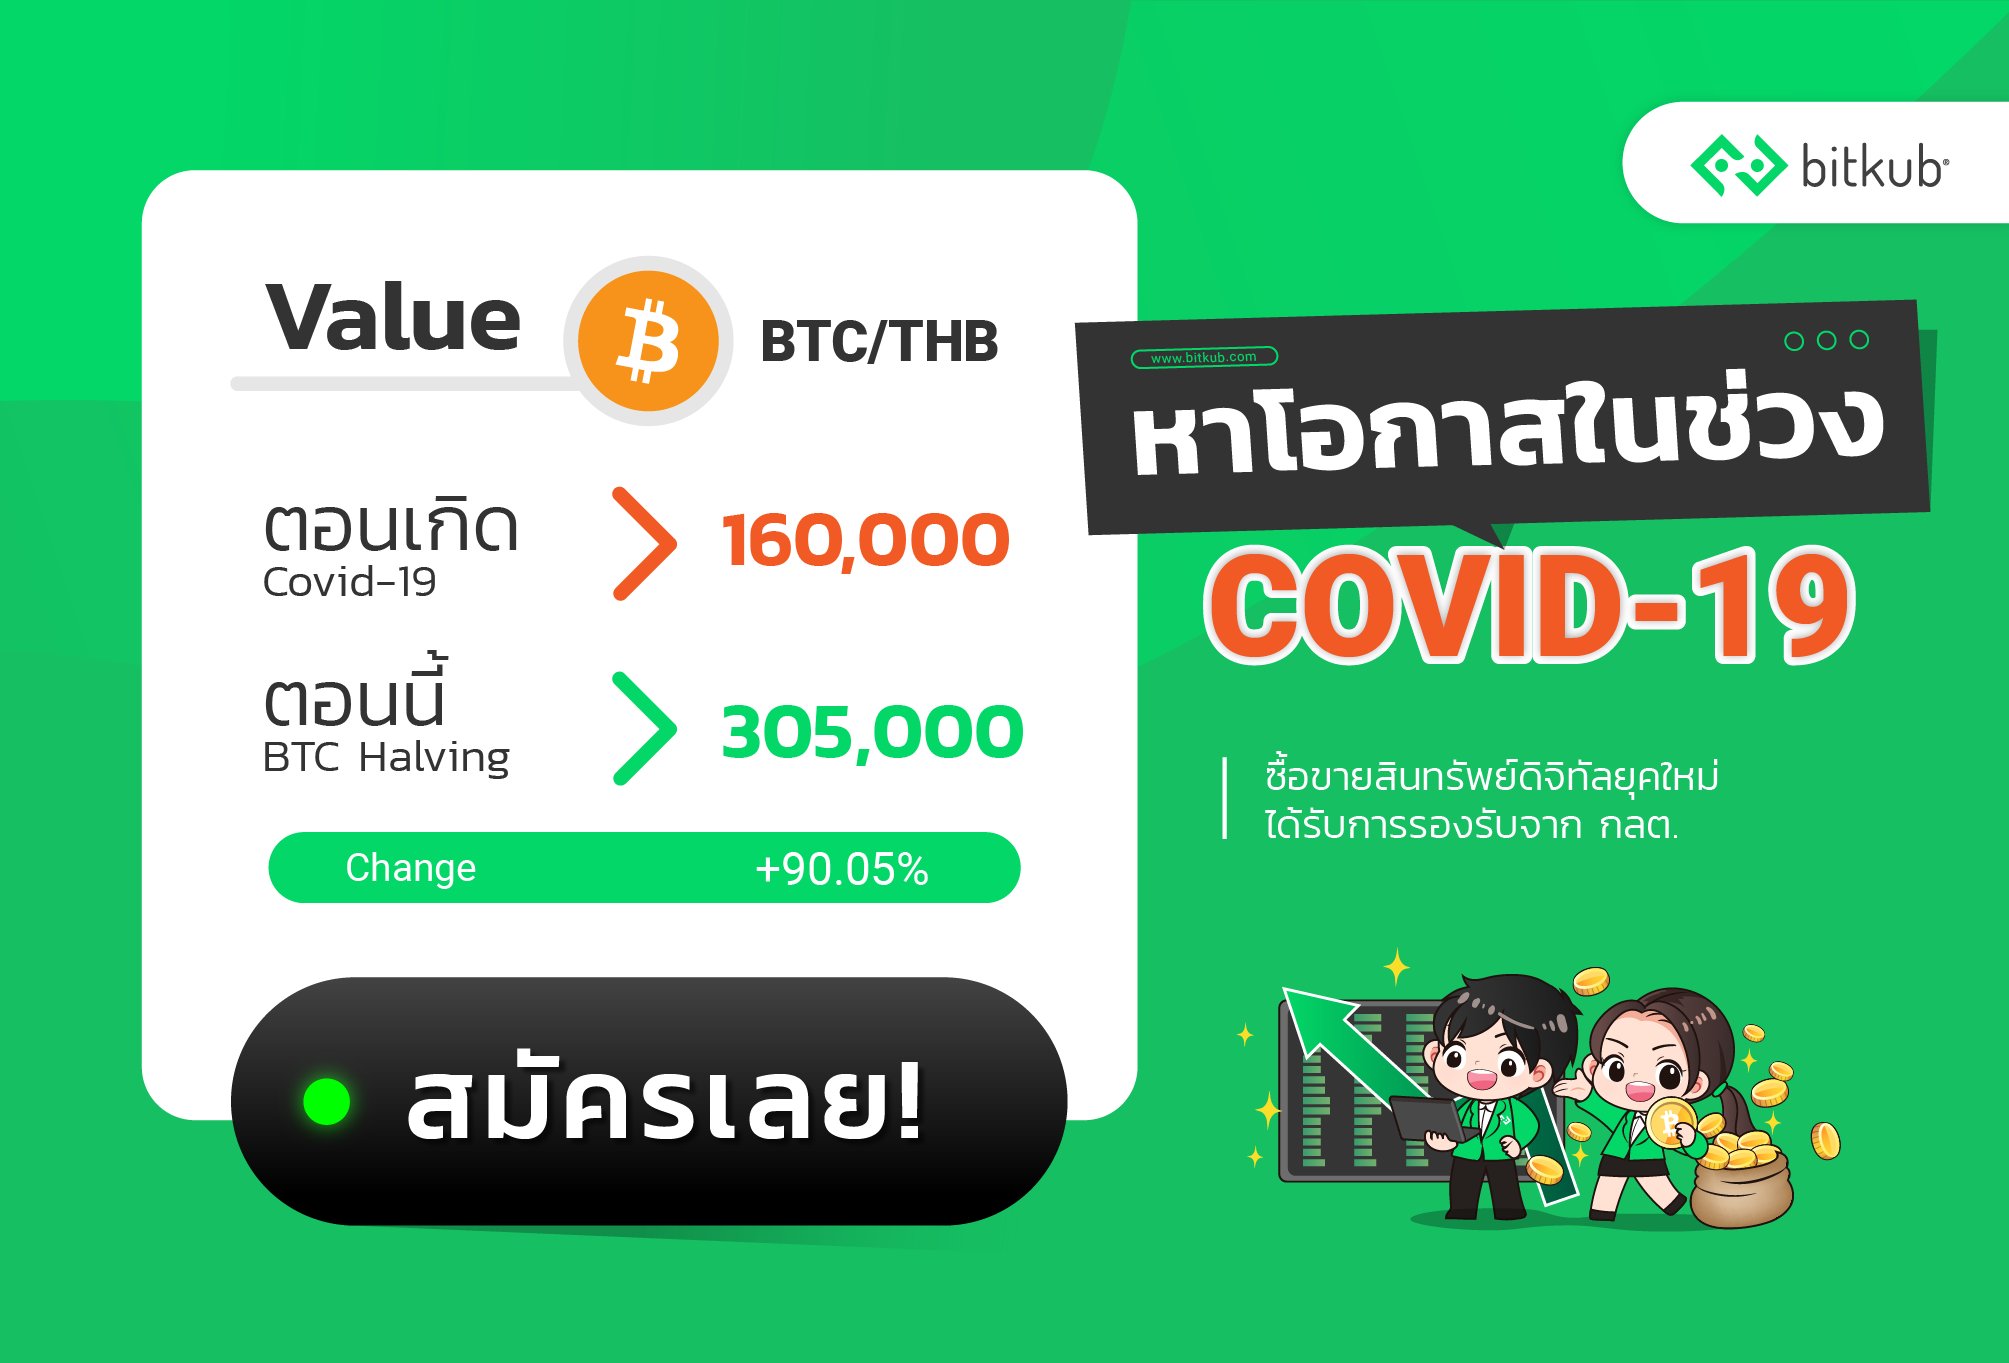 bitkub®
Value
BTC/THB
ตอนเกิด
Covid-19
160,000
ตอนนี้
BTC Halving
305,000
Change +90.05%
สมัครเลย!
www.bitkub.com
หาโอกาสในช่วง
COVID-19
ซื้อขายสินทรัพย์ดิจิทัลยุคใหม่
ได้รับการรองรับจาก กลต.